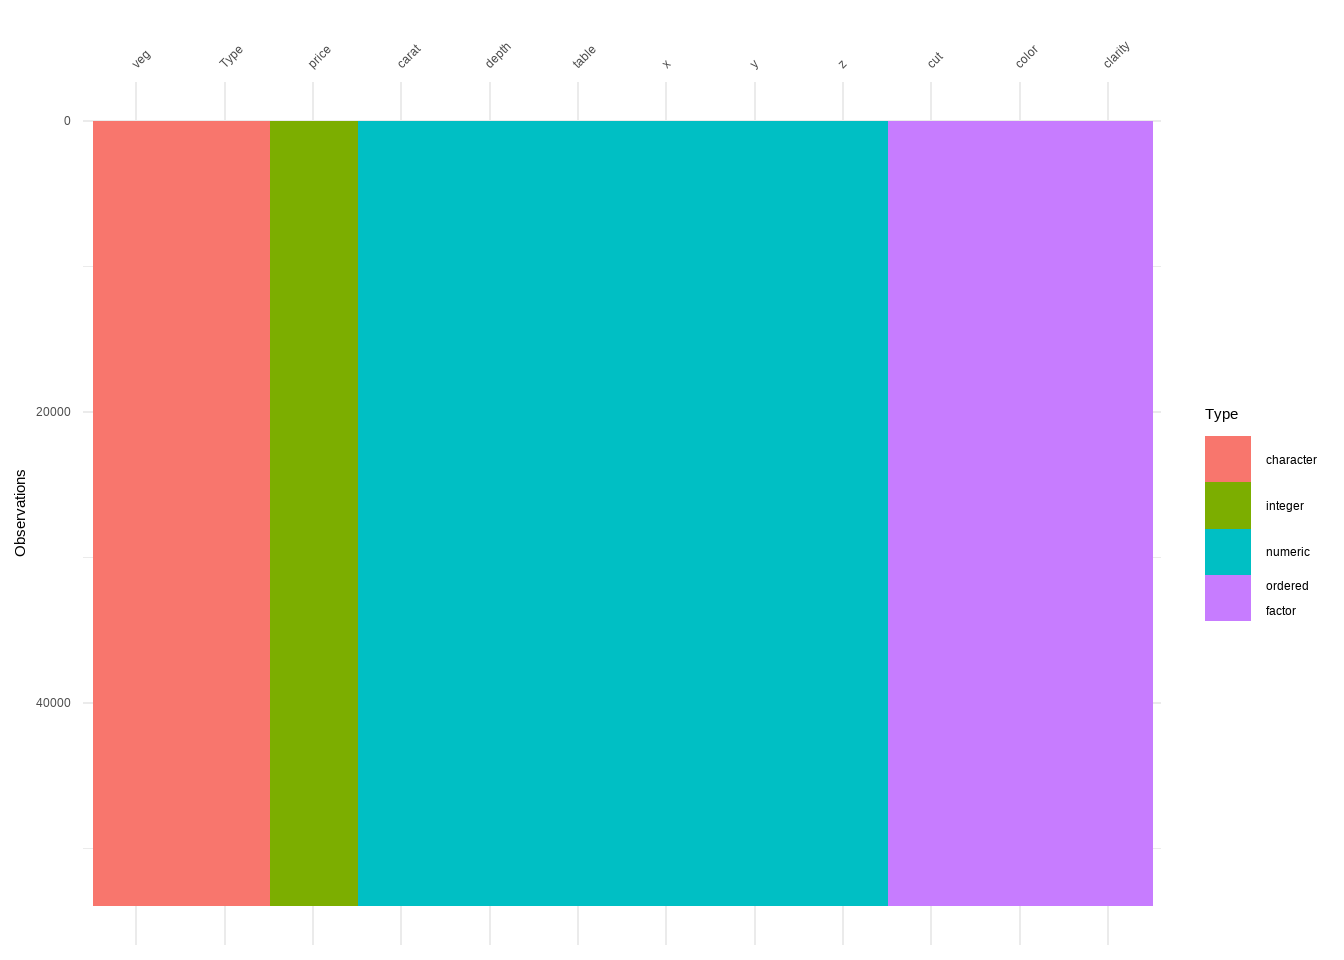 veg
Type
price
carat
depth
table
x
y
z
cut
color
clarity
0
20000
40000
Observations
Type
character
integer
numeric
ordered
factor